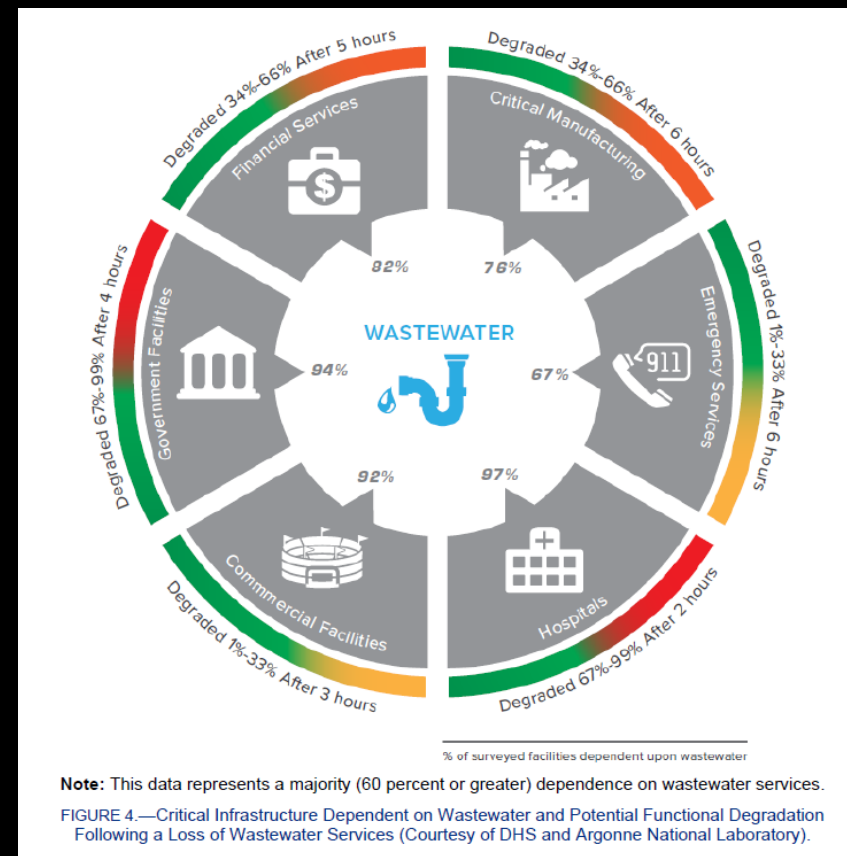 Degraded 34%-66% After 5 hours
Financial Services
82%
Degraded 34%-66% After 6 hours
Critical Manufacturing
76%
Degraded 67%-99% After 4 hours
Government Facilities
94%
WASTEWATER
67%
911
Emergency Services
Degraded 1%-33% After 6 hours
92%
Commmercial Facilities
Degraded 1%-33% After 3 hours
97%
Hospitals
Degraded 67%-99% After 2 hours
% of surveyed facilities dependent upon wastewater
Note: This data represents a majority (60 percent or greater) dependence on wastewater services.
FIGURE 4.—Critical Infrastructure Dependent on Wastewater and Potential Functional Degradation
Following a Loss of Wastewater Services (Courtesy of DHS and Argonne National Laboratory).